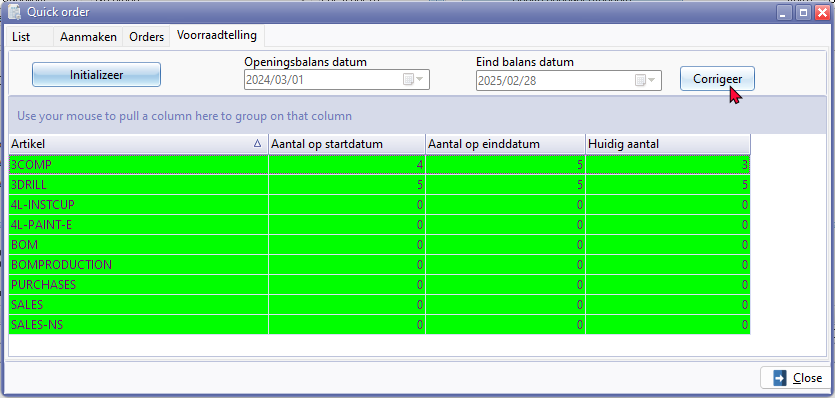 Quick order
List Aanmaken Orders Voorraadtelling
Initializeer
Openingsbalans datum
2024/03/01
Eind balans datum
2025/02/28
Corrigeer
Use your mouse to pull a column here to group on that column
Artikel Aantal op startdatum Aantal op einddatum Huidig aantal
3COMP 4 5 3
3DRILL 5 5 5
4L-INSTCUP 0 0 0
4L-PAINT-E 0 0 0
BOM 0 0 0
BOMPRODUCTION 0 0 0
PURCHASES 0 0 0
SALES 0 0 0
SALES-NS 0 0 0
Close